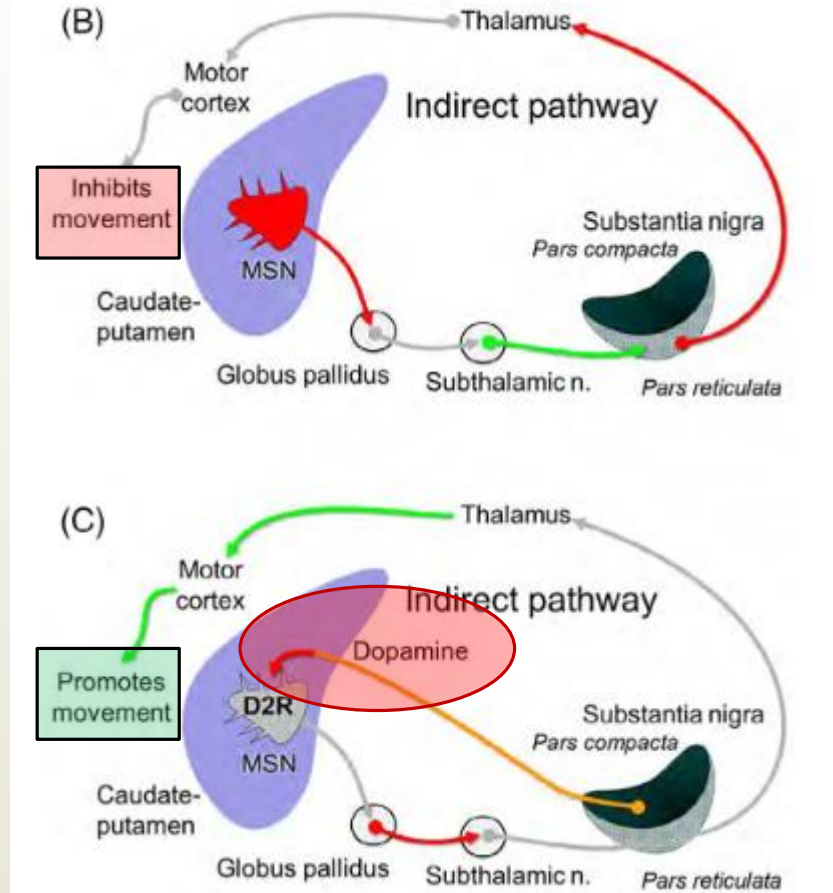 (B)
Thalamus
Motor
cortex
Indirect pathway
Inhibits
movement
MSN
Substantia nigra
Pars compacta
Caudate-
putamen
Globus pallidus
Subthalamic n.
Pars reticulata
(C)
Thalamus
Motor
cortex
Indirect pathway
Dopamine
Promotes
movement
D2R
MSN
Substantia nigra
Pars compacta
Caudate-
putamen
Globus pallidus
Subthalamic n.
Pars reticulata